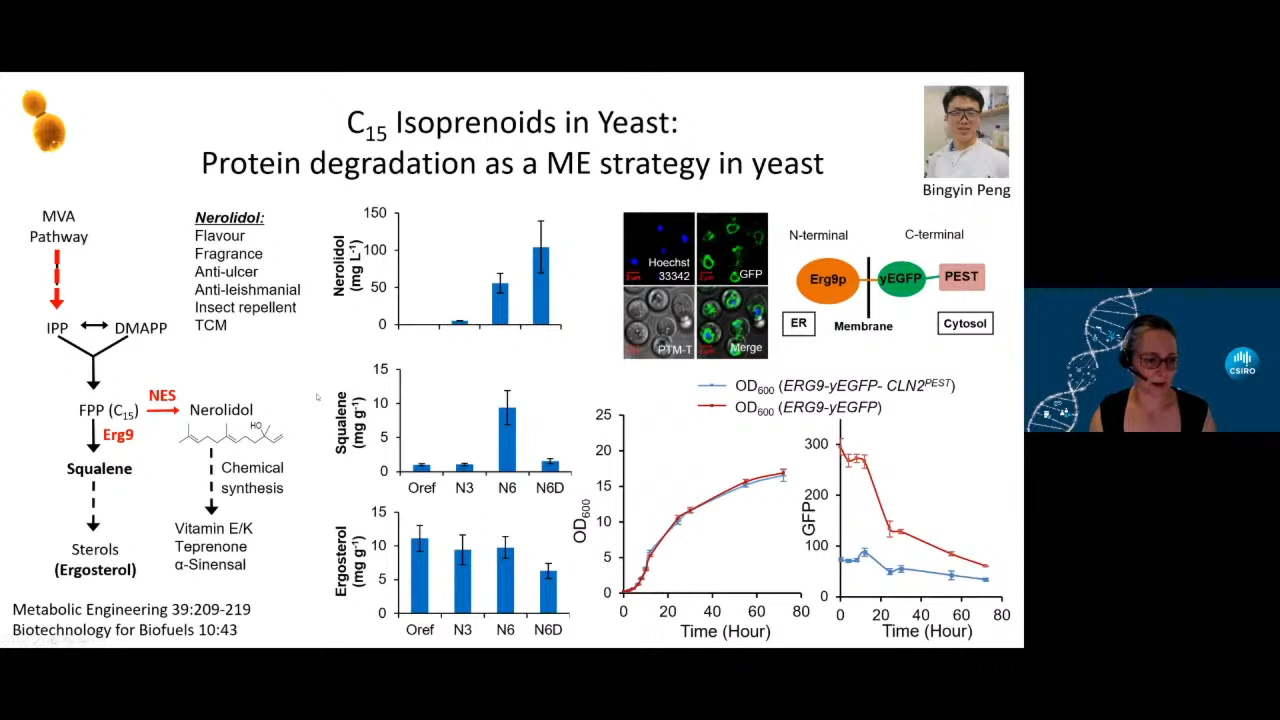 C15 Isoprenoids in Yeast:
Protein degradation as a ME strategy in yeast
Bingyin Peng
MVA
Pathway
IPP
DMAPP
FPP (C15)
NES
Nerolidol
HO
Erg9
Squalene
Chemical
synthesis
Sterols
(Ergosterol)
Vitamin E/K
Teprenone
α-Sinensal
Nerolidol:
Flavour
Fragrance
Anti-ulcer
Anti-leishmanial
Insect repellent
TCM
Metabolic Engineering 39:209-219
Biotechnology for Biofuels 10:43
Nerolidol
(mg L-1)
150
100
50
0
Squalene
(mg g-1)
15
10
5
0
Oref N3 N6 N6D
Ergosterol
(mg g-1)
15
10
5
0
Oref N3 N6 N6D
Hoechst
33342
GFP
PTM-T
Merge
N-terminal
C-terminal
Erg9p
yEGFP
PEST
ER
Membrane
Cytosol
OD600 (ERG9-yEGFP- CLN2PEST)
OD600 (ERG9-yEGFP)
OD600
25
20
15
10
5
0
0 20 40 60 80
Time (Hour)
GFP
300
200
100
0
0 20 40 60 80
Time (Hour)
CSIRO